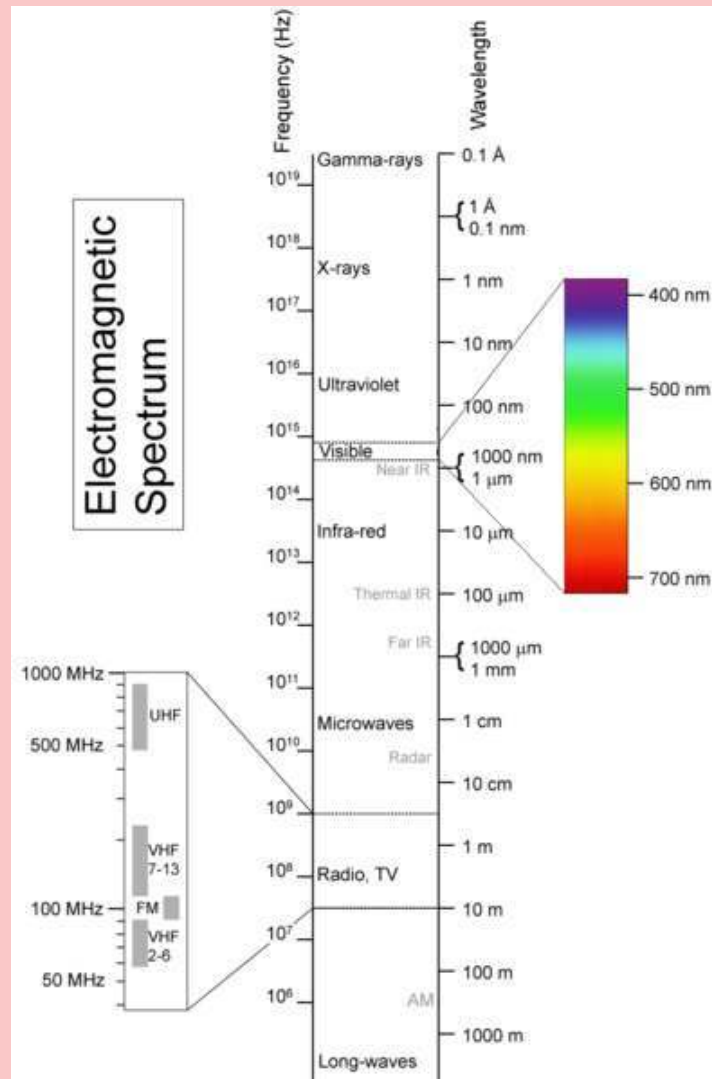 Electromagnetic
Spectrum
Frequency (Hz)
Wavelength
10¹⁹
10¹⁸
10¹⁷
10¹⁶
10¹⁵
10¹⁴
10¹³
10¹²
10¹¹
10¹⁰
10⁹
10⁸
10⁷
10⁶
Gamma-rays
X-rays
Ultraviolet
Visible
Near IR
Infra-red
Thermal IR
Far IR
Microwaves
Radar
Radio, TV
AM
Long-waves
0.1 Å
1 Å
0.1 nm
1 nm
10 nm
100 nm
1000 nm
1 µm
10 µm
100 µm
1000 µm
1 mm
1 cm
10 cm
1 m
10 m
100 m
1000 m
400 nm
500 nm
600 nm
700 nm
1000 MHz
500 MHz
100 MHz
50 MHz
UHF
VHF
7-13
FM
VHF
2-6